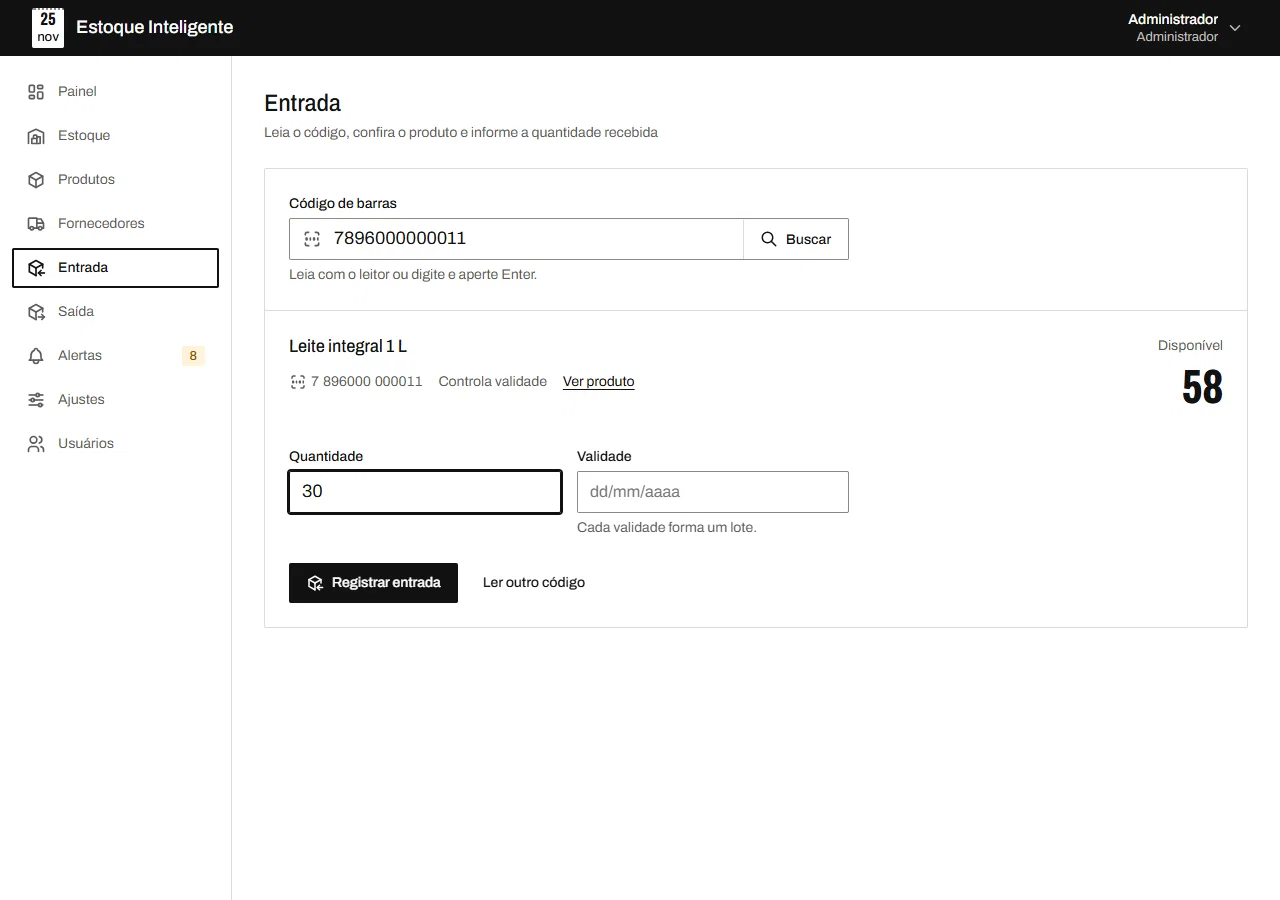 25
nov
Estoque Inteligente
Administrador
Administrador
Painel
Estoque
Produtos
Fornecedores
Entrada
Saída
Alertas
8
Ajustes
Usuários
Entrada
Leia o código, confira o produto e informe a quantidade recebida
Código de barras
7896000000011
Buscar
Leia com o leitor ou digite e aperte Enter.
Leite integral 1 L
Disponível
7 896000 000011 Controla validade Ver produto
58
Quantidade
Validade
30
dd/mm/aaaa
Cada validade forma um lote.
Registrar entrada
Ler outro código